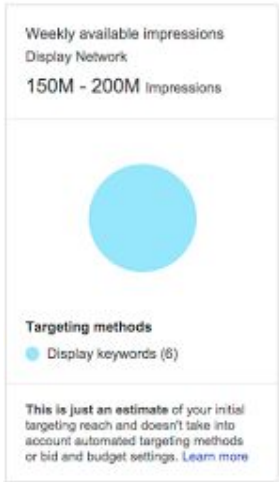 Weekly available impressions
Display Network
150M - 200M Impressions
Targeting methods
Display keywords (6)
This is just an estimate of your initial
targeting reach and doesn't take into
account automated targeting methods
or bid and budget settings. Learn more